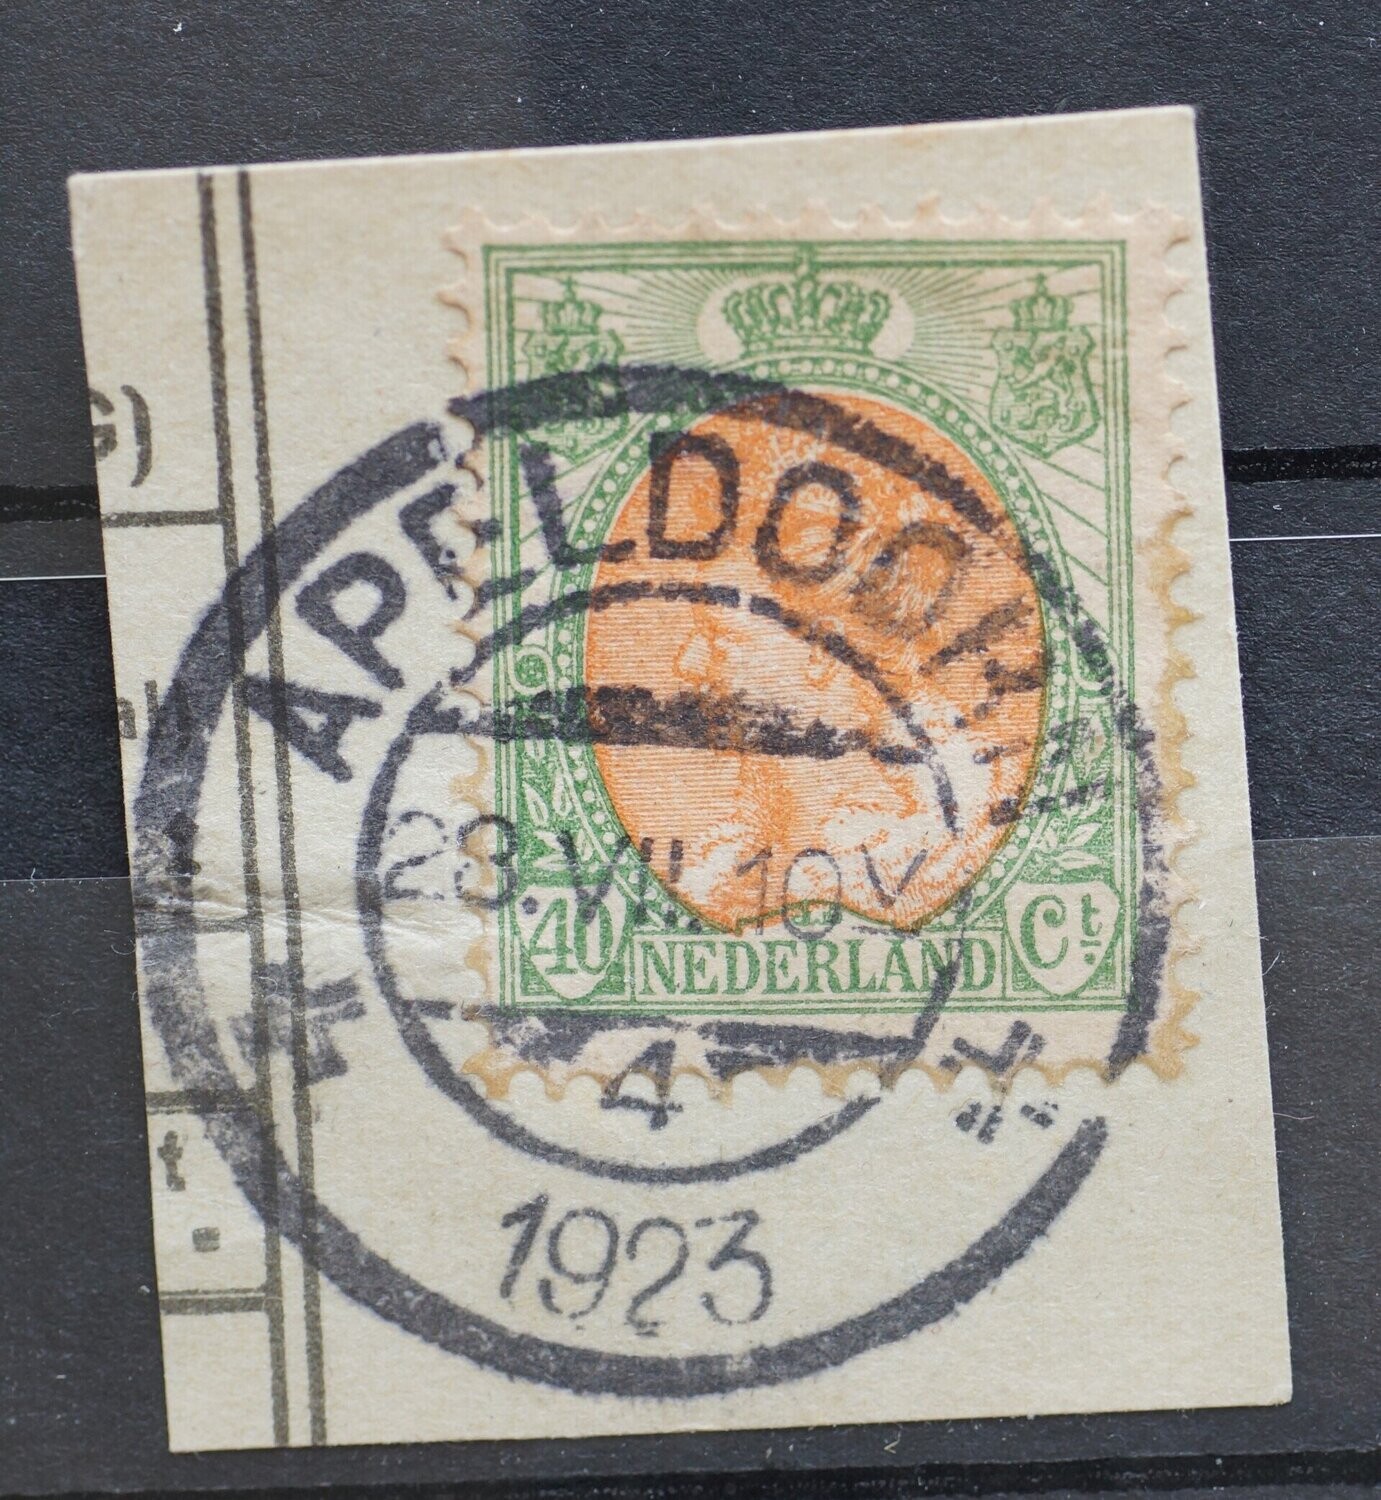 APELDOORN
23.VII.10V
40 NEDERLAND Ct.
4
1923
G)
t.